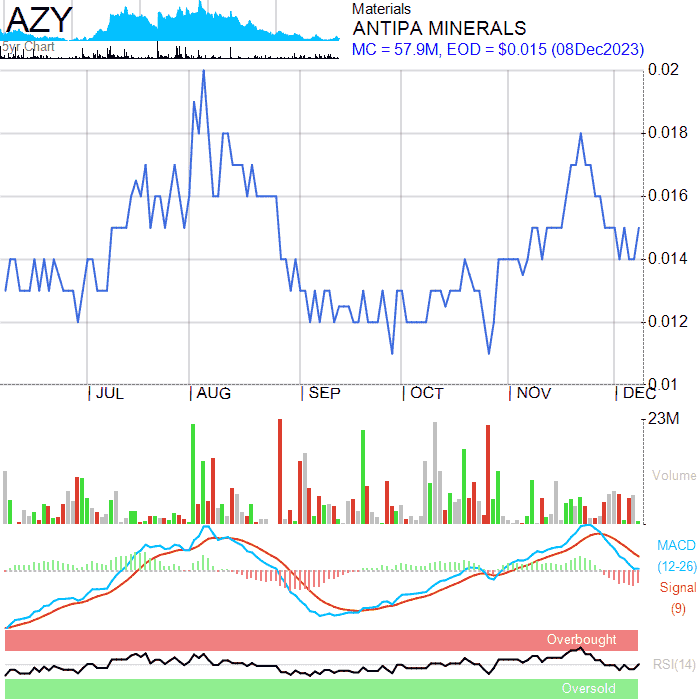 AZY
5yr Chart
Materials
ANTIPA MINERALS
MC = 57.9M, EOD = $0.015 (08Dec2023)
0.02
0.018
0.016
0.014
0.012
0.01
JUL
AUG
SEP
OCT
NOV
DEC
23M
Volume
MACD
(12-26)
Signal
(9)
Overbought
RSI(14)
Oversold